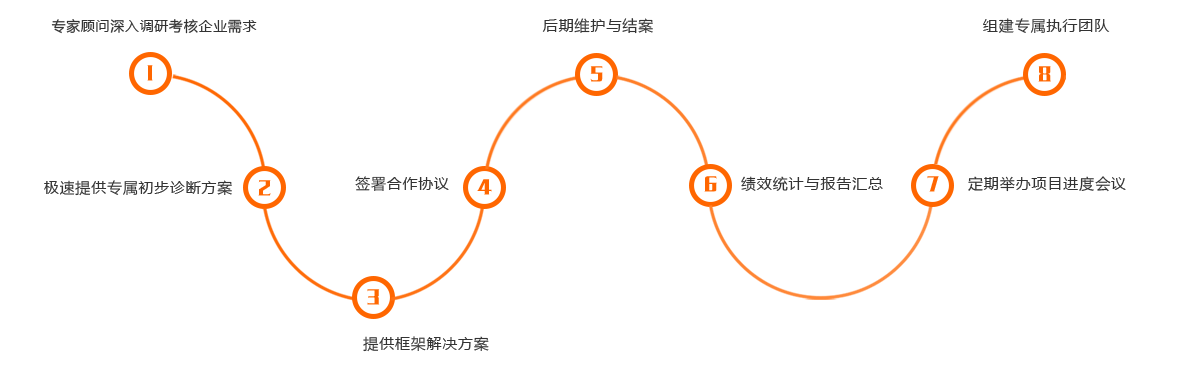 专家顾问深入调研考核企业需求
1
极速提供专属初步诊断方案
2
3
提供框架解决方案
签署合作协议
4
后期维护与结案
5
6
绩效统计与报告汇总
7
定期举办项目进度会议
组建专属执行团队
8